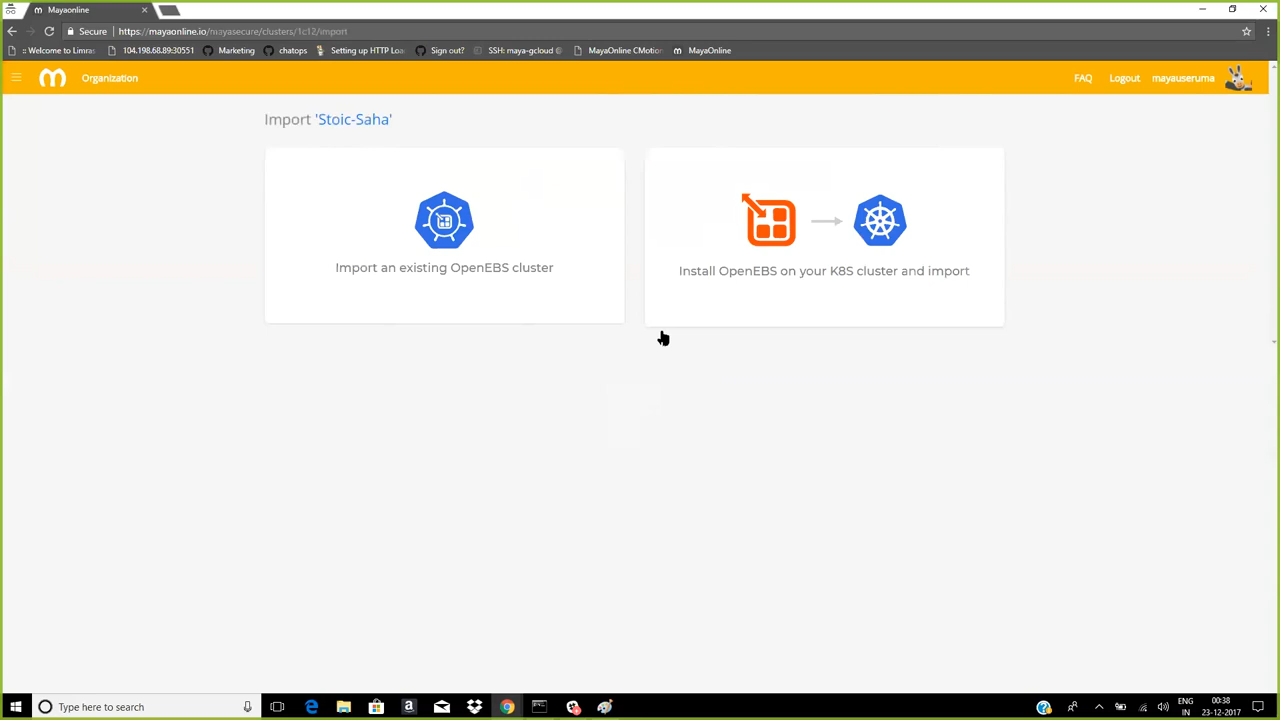 Mayaonline
Secure https://mayaonline.io/mayasecure/clusters/1c12/import
:: Welcome to Linras
104.198.68.89:30551
Marketing
chatops
Setting up HTTP Loa
Sign out?
SSH: maya-gcloud
MayaOnline CMotion
MayaOnline
Organization
FAQ Logout mayauseruma
Import 'Stoic-Saha'
Import an existing OpenEBS cluster
Install OpenEBS on your K8S cluster and import
Type here to search
ENG
IN
00:38
23-12-2017